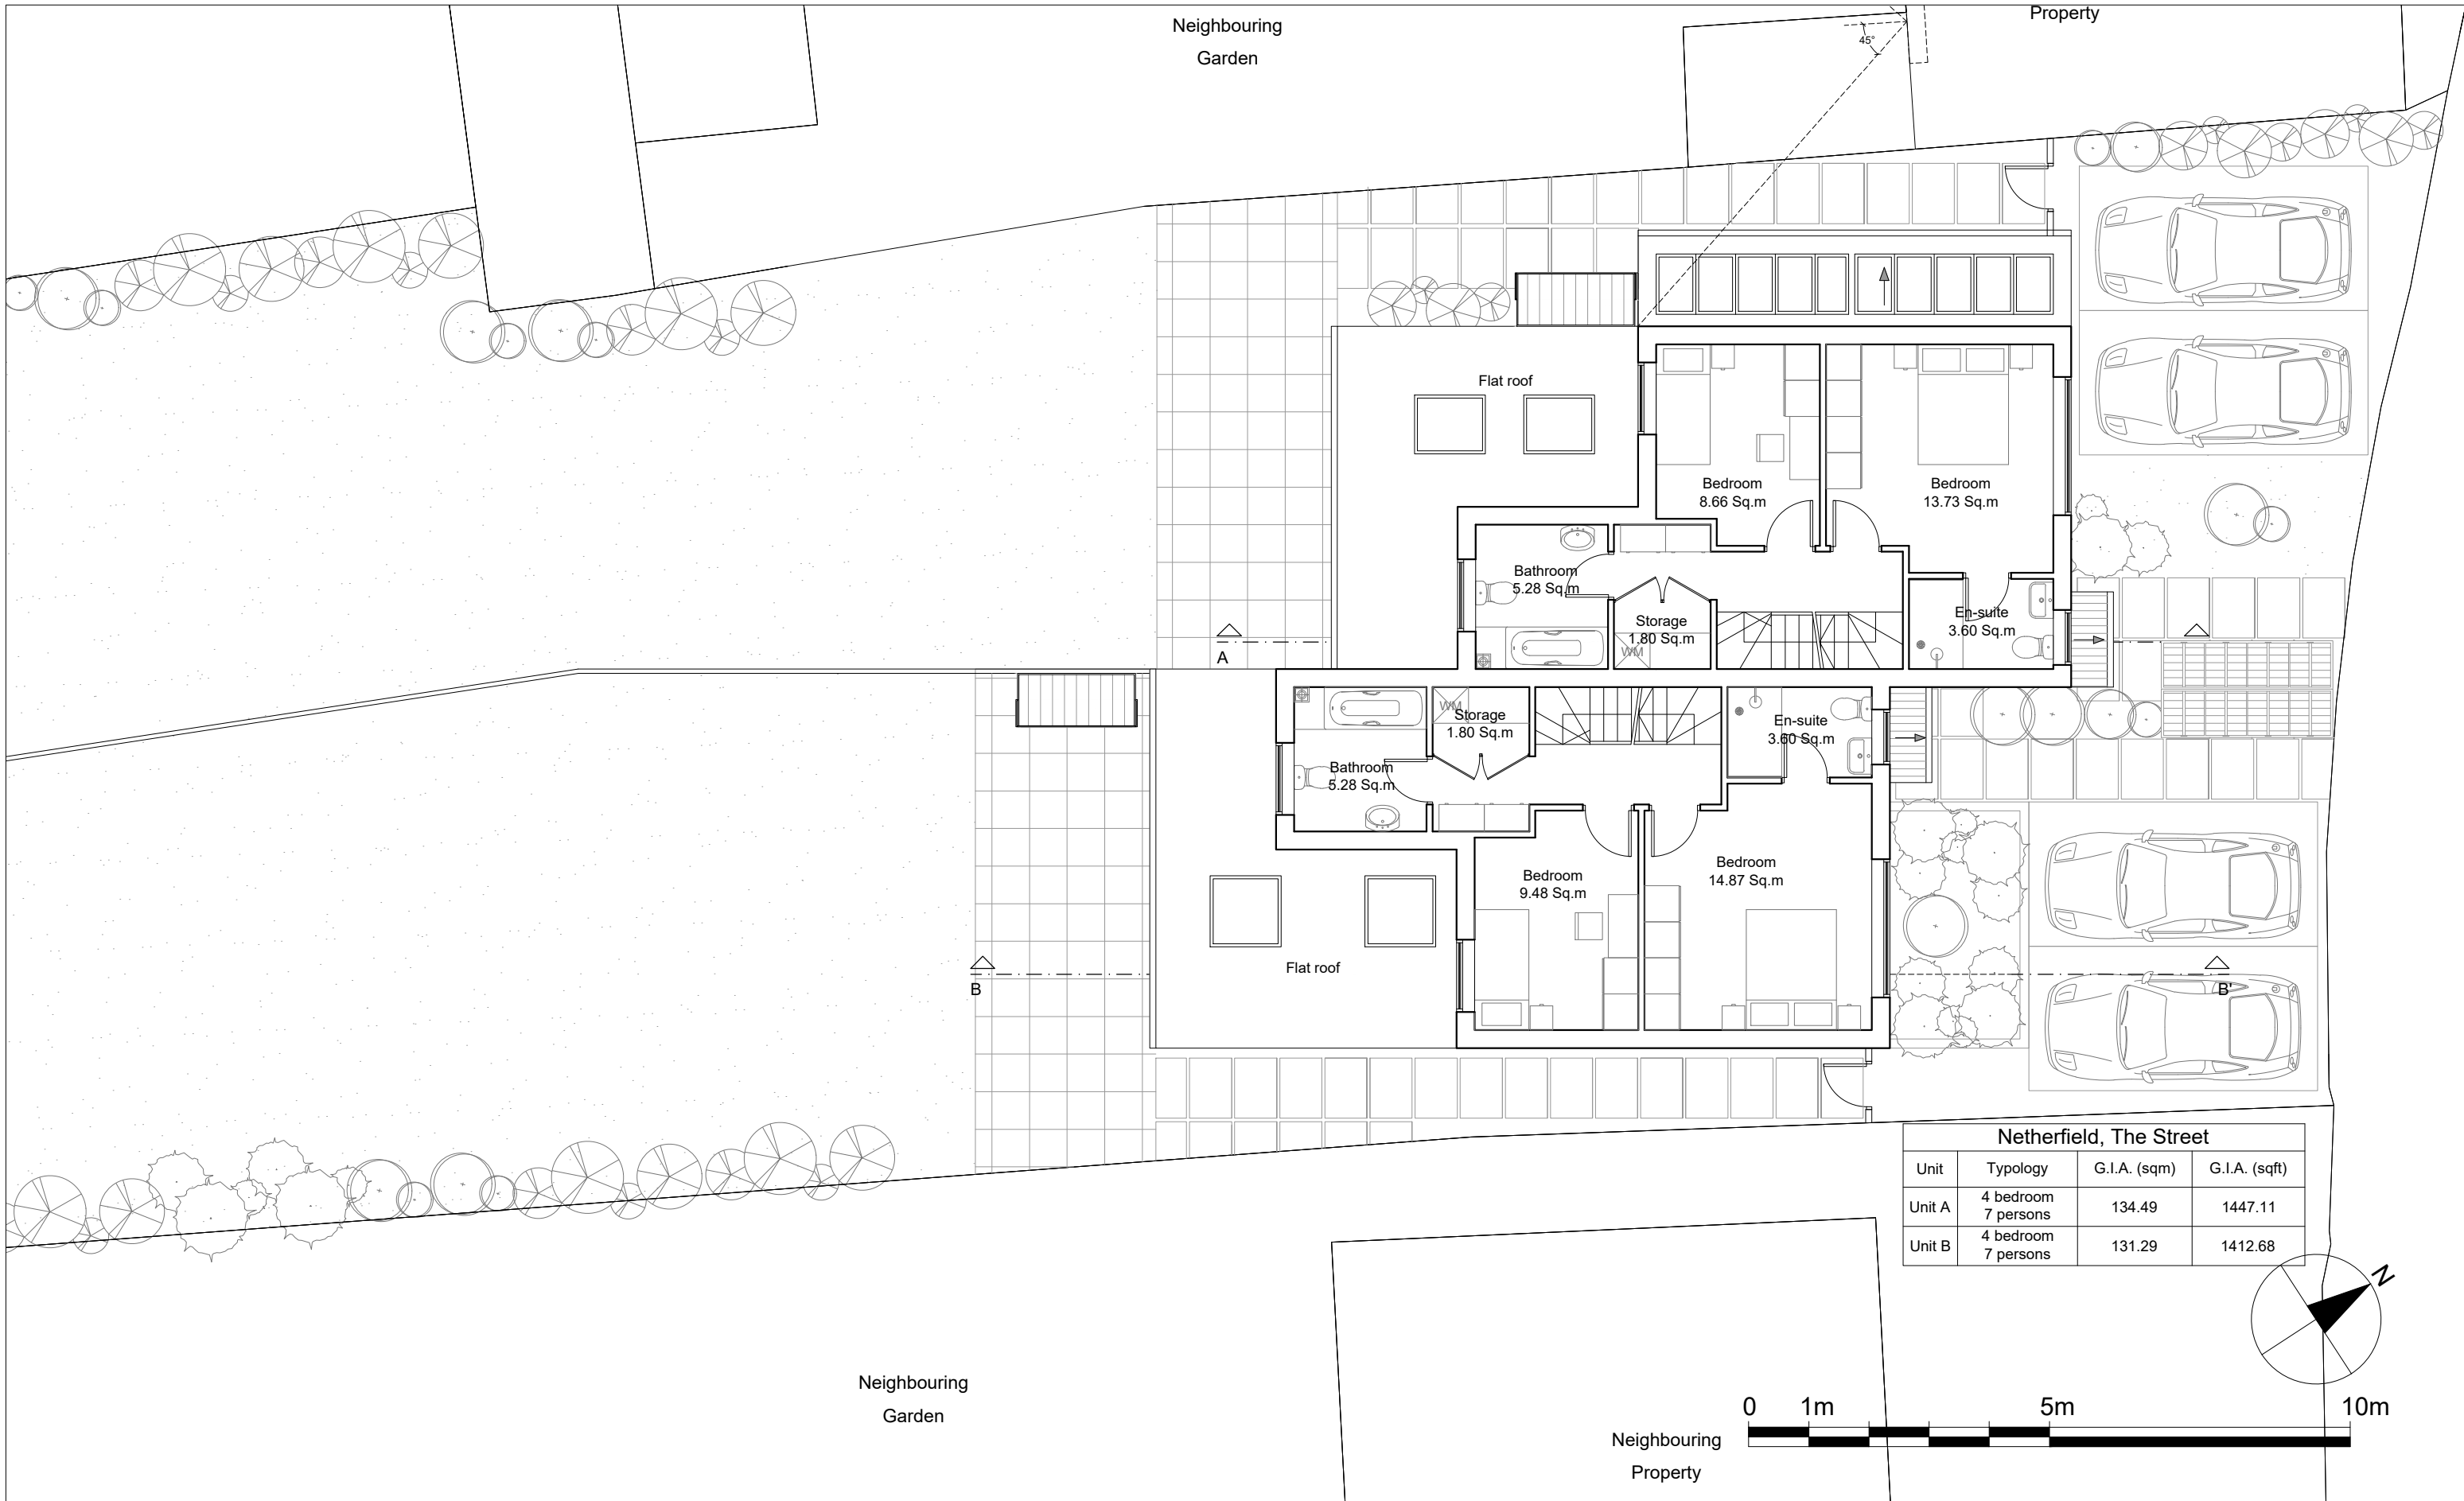 Neighbouring
Garden
Property
45°
Flat roof
Bedroom
8.66 Sq.m
Bedroom
13.73 Sq.m
Bathroom
5.28 Sq.m
Storage
1.80 Sq.m
WM
En-suite
3.60 Sq.m
A
WM
Storage
1.80 Sq.m
En-suite
3.60 Sq.m
Bathroom
5.28 Sq.m
Bedroom
9.48 Sq.m
Bedroom
14.87 Sq.m
Flat roof
B
B'
Netherfield, The Street
Unit Typology G.I.A. (sqm) G.I.A. (sqft)
Unit A 4 bedroom 7 persons 134.49 1447.11
Unit B 4 bedroom 7 persons 131.29 1412.68
N
Neighbouring
Garden
0 1m 5m 10m
Neighbouring
Property